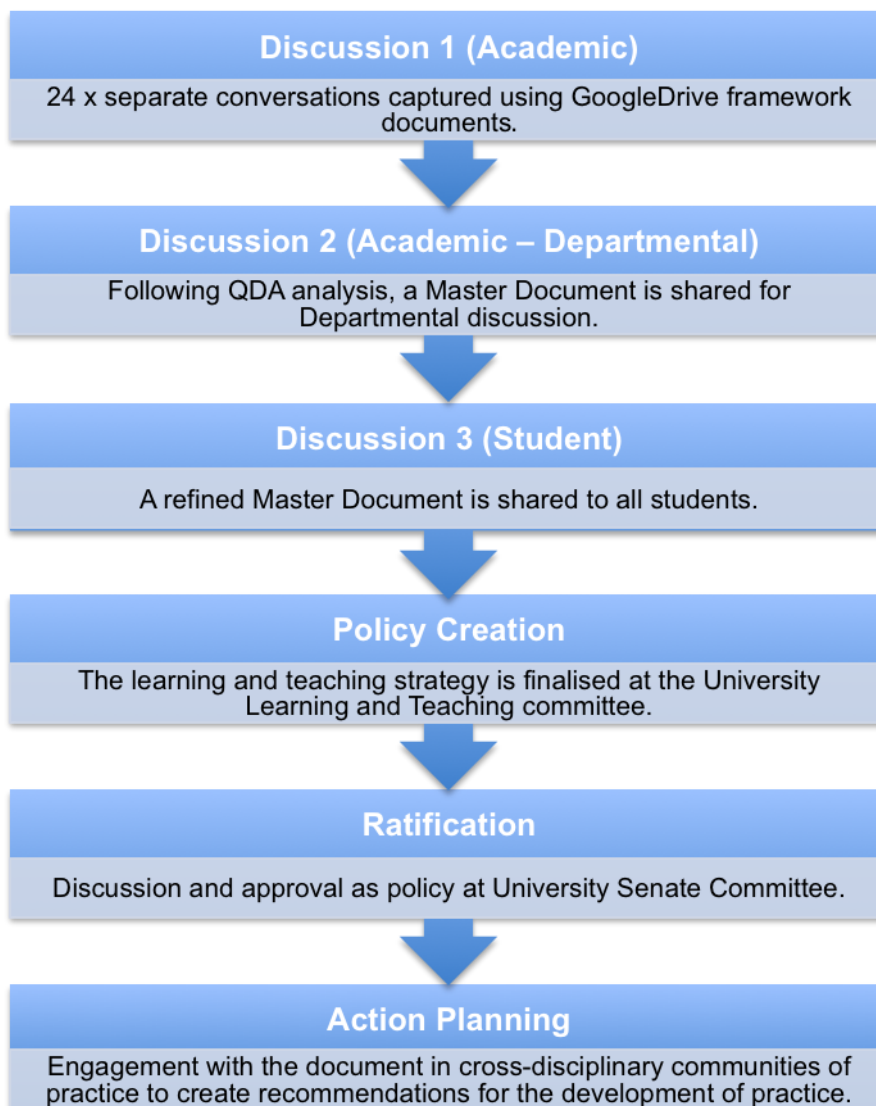 Discussion 1 (Academic)
24 x separate conversations captured using GoogleDrive framework
documents.
Discussion 2 (Academic – Departmental)
Following QDA analysis, a Master Document is shared for
Departmental discussion.
Discussion 3 (Student)
A refined Master Document is shared to all students.
Policy Creation
The learning and teaching strategy is finalised at the University
Learning and Teaching committee.
Ratification
Discussion and approval as policy at University Senate Committee.
Action Planning
Engagement with the document in cross-disciplinary communities of
practice to create recommendations for the development of practice.